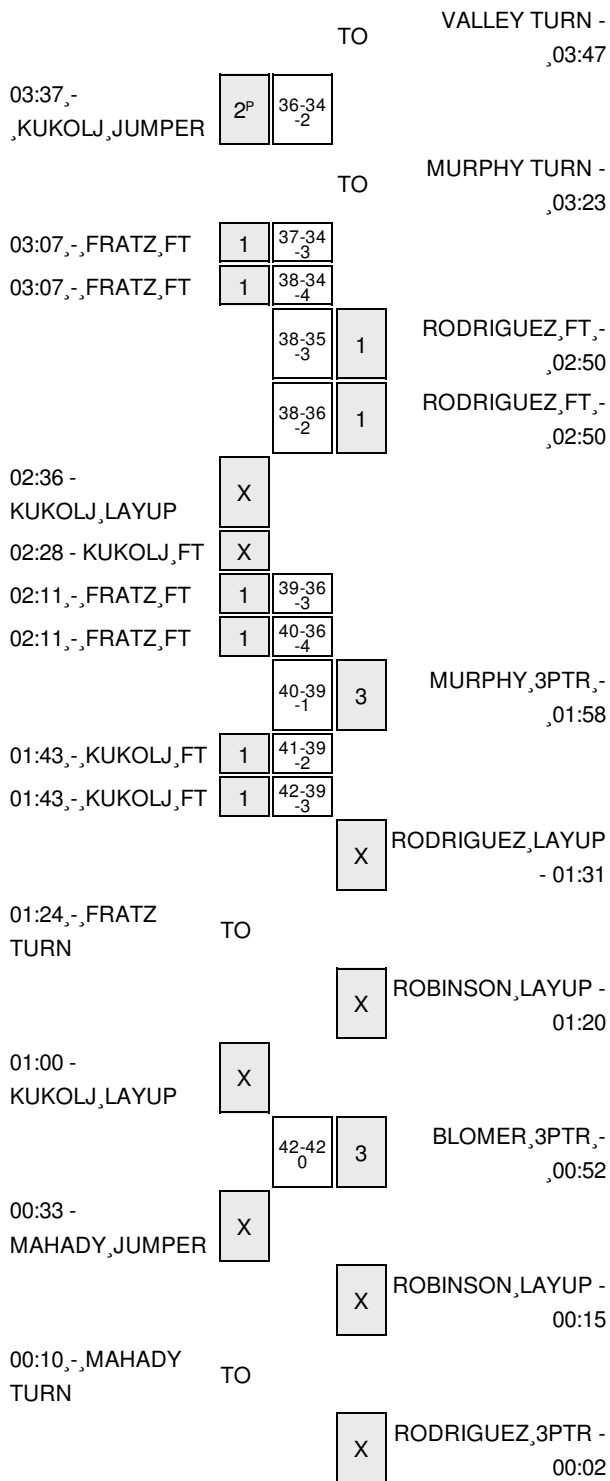 TO
VALLEY TURN -
¸03:47
03:37¸-
¸KUKOLJ¸JUMPER
2ᴾ
36-34
-2
TO
MURPHY TURN -
¸03:23
03:07¸-¸FRATZ¸FT
1
37-34
-3
03:07¸-¸FRATZ¸FT
1
38-34
-4
38-35
-3
1
RODRIGUEZ¸FT¸-
¸02:50
38-36
-2
1
RODRIGUEZ¸FT¸-
¸02:50
02:36 -
KUKOLJ¸LAYUP
X
02:28 - KUKOLJ¸FT
X
02:11¸-¸FRATZ¸FT
1
39-36
-3
02:11¸-¸FRATZ¸FT
1
40-36
-4
40-39
-1
3
MURPHY¸3PTR¸-
¸01:58
01:43¸-¸KUKOLJ¸FT
1
41-39
-2
01:43¸-¸KUKOLJ¸FT
1
42-39
-3
X
RODRIGUEZ¸LAYUP
- 01:31
01:24¸-¸FRATZ
TURN
TO
X
ROBINSON¸LAYUP -
01:20
01:00 -
KUKOLJ¸LAYUP
X
42-42
0
3
BLOMER¸3PTR¸-
¸00:52
00:33 -
MAHADY¸JUMPER
X
X
ROBINSON¸LAYUP -
00:15
00:10¸-¸MAHADY
TURN
TO
X
RODRIGUEZ¸3PTR -
00:02